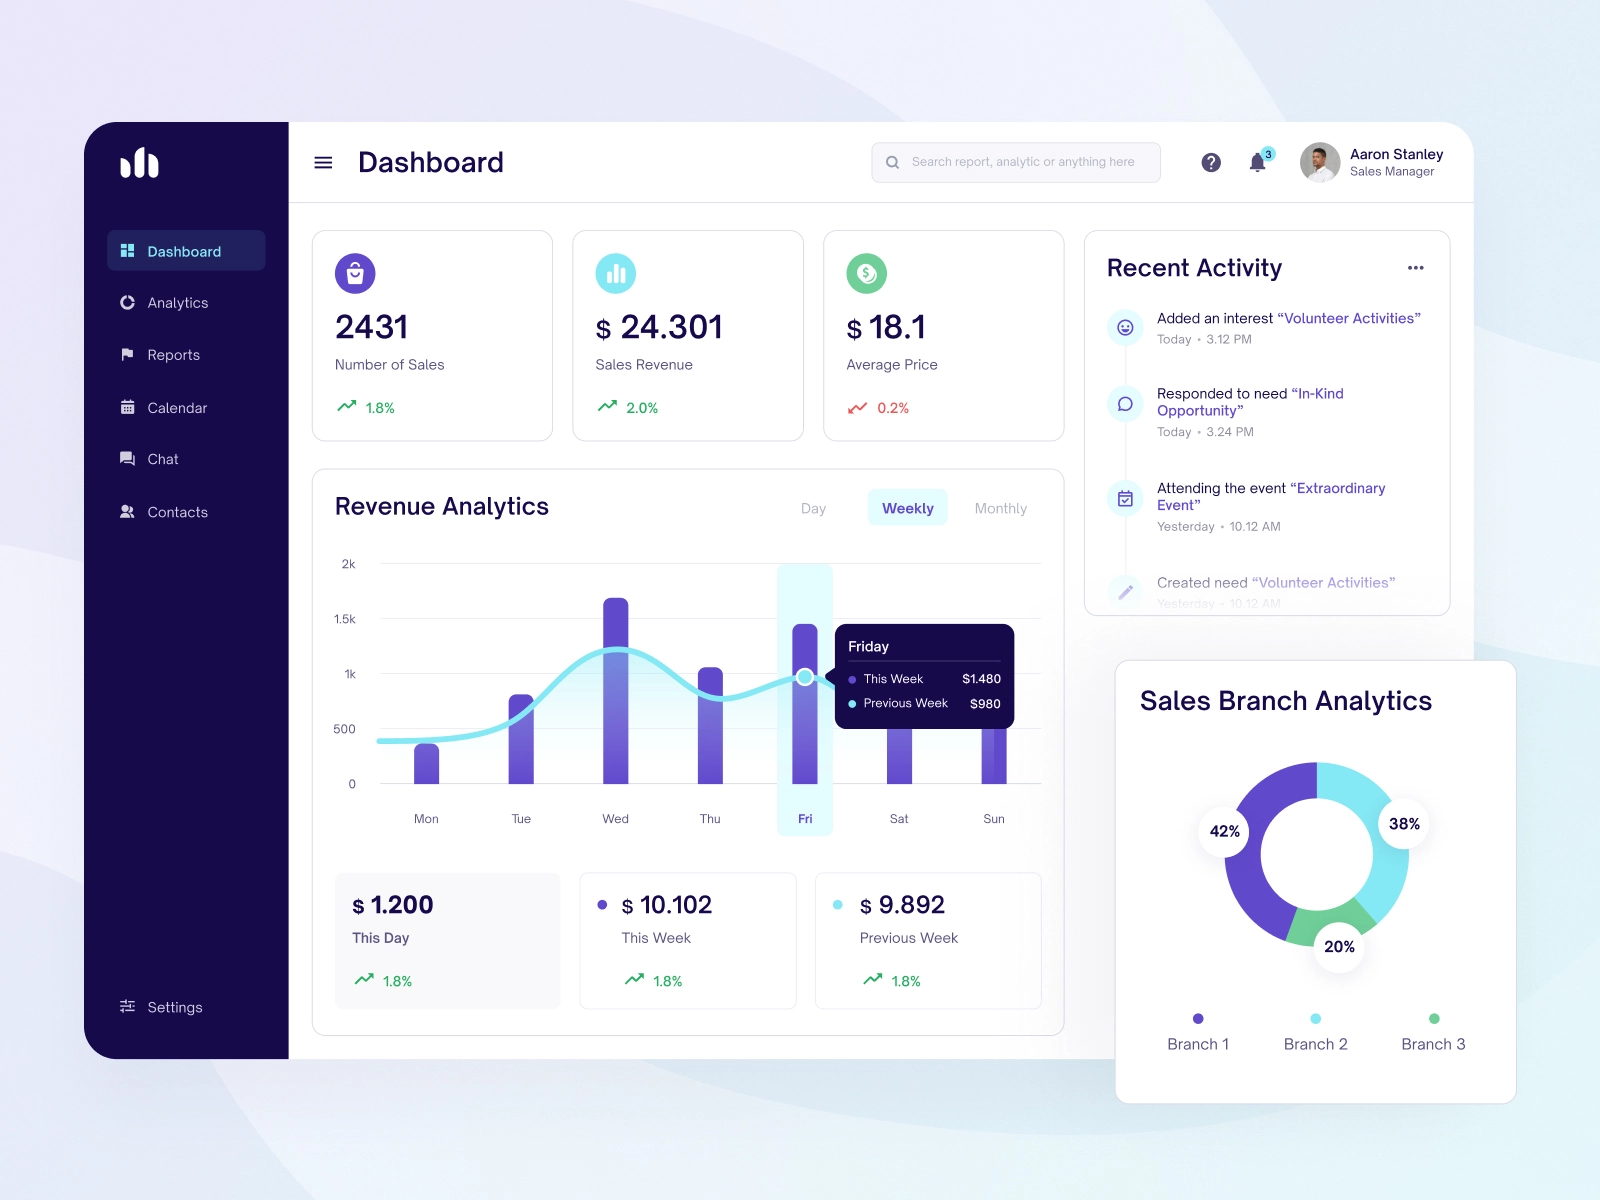 Dashboard
Search report, analytic or anything here
3
Aaron Stanley
Sales Manager
Dashboard
Analytics
Reports
Calendar
Chat
Contacts
Settings
2431
Number of Sales
1.8%
$ 24.301
Sales Revenue
2.0%
$ 18.1
Average Price
0.2%
Recent Activity
Added an interest “Volunteer Activities”
Today • 3.12 PM
Responded to need “In-Kind
Opportunity”
Today • 3.24 PM
Attending the event “Extraordinary
Event”
Yesterday • 10.12 AM
Created need “Volunteer Activities”
Yesterday • 10.12 AM
Revenue Analytics
Day
Weekly
Monthly
2k
1.5k
1k
500
0
Mon
Tue
Wed
Thu
Fri
Sat
Sun
Friday
This Week $1.480
Previous Week $980
$ 1.200
This Day
1.8%
$ 10.102
This Week
1.8%
$ 9.892
Previous Week
1.8%
Sales Branch Analytics
42%
38%
20%
Branch 1
Branch 2
Branch 3